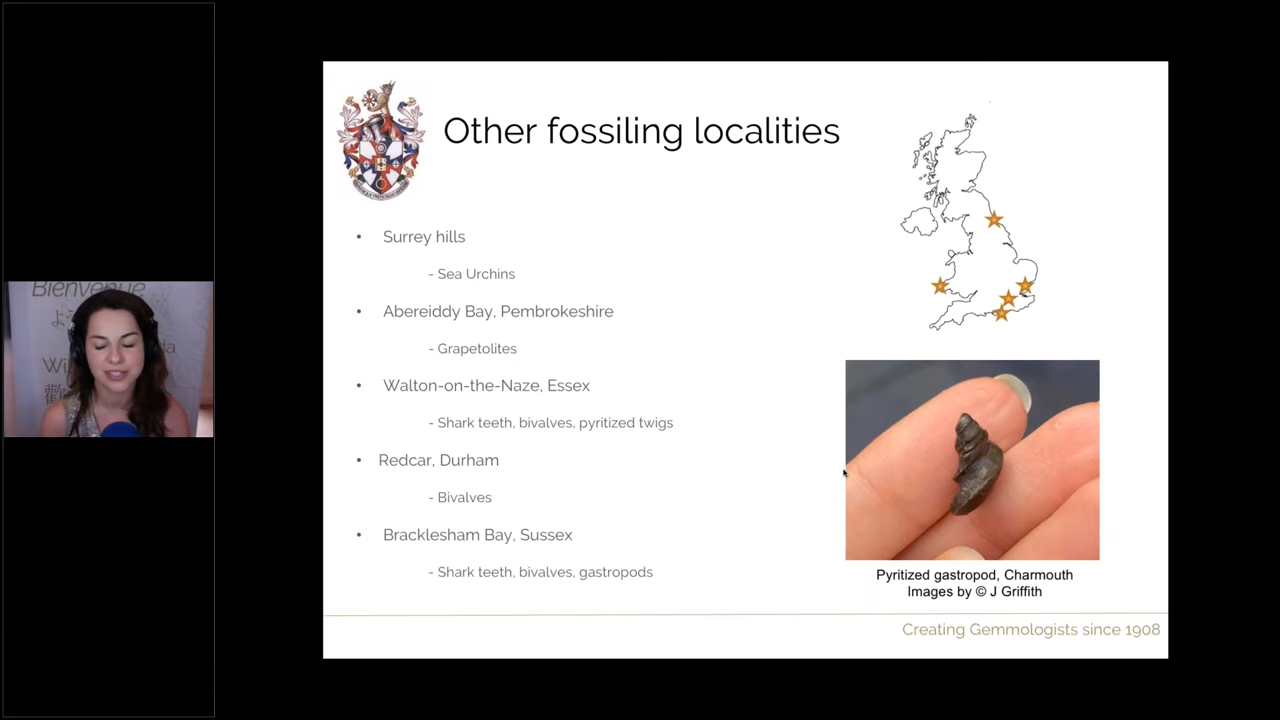 Other fossiling localities
• Surrey hills
- Sea Urchins
• Abereiddy Bay, Pembrokeshire
- Grapetolites
• Walton-on-the-Naze, Essex
- Shark teeth, bivalves, pyritized twigs
• Redcar, Durham
- Bivalves
• Bracklesham Bay, Sussex
- Shark teeth, bivalves, gastropods
Pyritized gastropod, Charmouth
Images by © J Griffith
Creating Gemmologists since 1908
Bienvenue